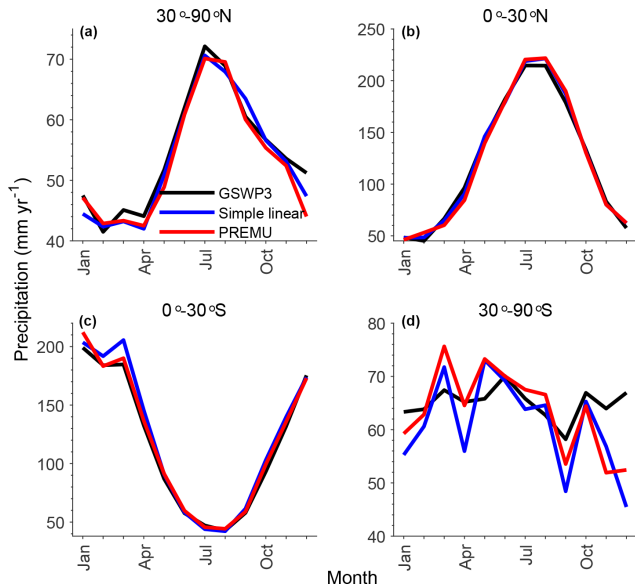 30°-90°N
0°-30°N
(a)
70
60
50
40
Jan
Apr
Jul
Oct
GSWP3
Simple linear
PREMU
(b)
250
200
150
100
50
Jan
Apr
Jul
Oct
Precipitation (mm yr⁻¹)
0°-30°S
30°-90°S
(c)
200
150
100
50
Jan
Apr
Jul
Oct
(d)
80
70
60
50
40
Jan
Apr
Jul
Oct
Month